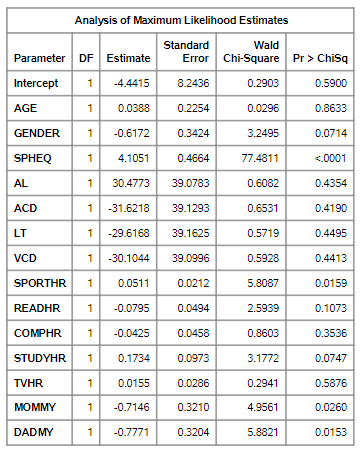 Analysis of Maximum Likelihood Estimates
Standard Wald
Parameter DF Estimate Error Chi-Square Pr > ChiSq
Intercept 1 -4.4415 8.2436 0.2903 0.5900
AGE 1 0.0388 0.2254 0.0296 0.8633
GENDER 1 -0.6172 0.3424 3.2495 0.0714
SPHEQ 1 4.1051 0.4664 77.4811 <.0001
AL 1 30.4773 39.0783 0.6082 0.4354
ACD 1 -31.6218 39.1293 0.6531 0.4190
LT 1 -29.6168 39.1625 0.5719 0.4495
VCD 1 -30.1044 39.0996 0.5928 0.4413
SPORTHR 1 0.0511 0.0212 5.8087 0.0159
READHR 1 -0.0795 0.0494 2.5939 0.1073
COMPHR 1 -0.0425 0.0458 0.8603 0.3536
STUDYHR 1 0.1734 0.0973 3.1772 0.0747
TVHR 1 0.0155 0.0286 0.2941 0.5876
MOMMY 1 -0.7146 0.3210 4.9561 0.0260
DADMY 1 -0.7771 0.3204 5.8821 0.0153